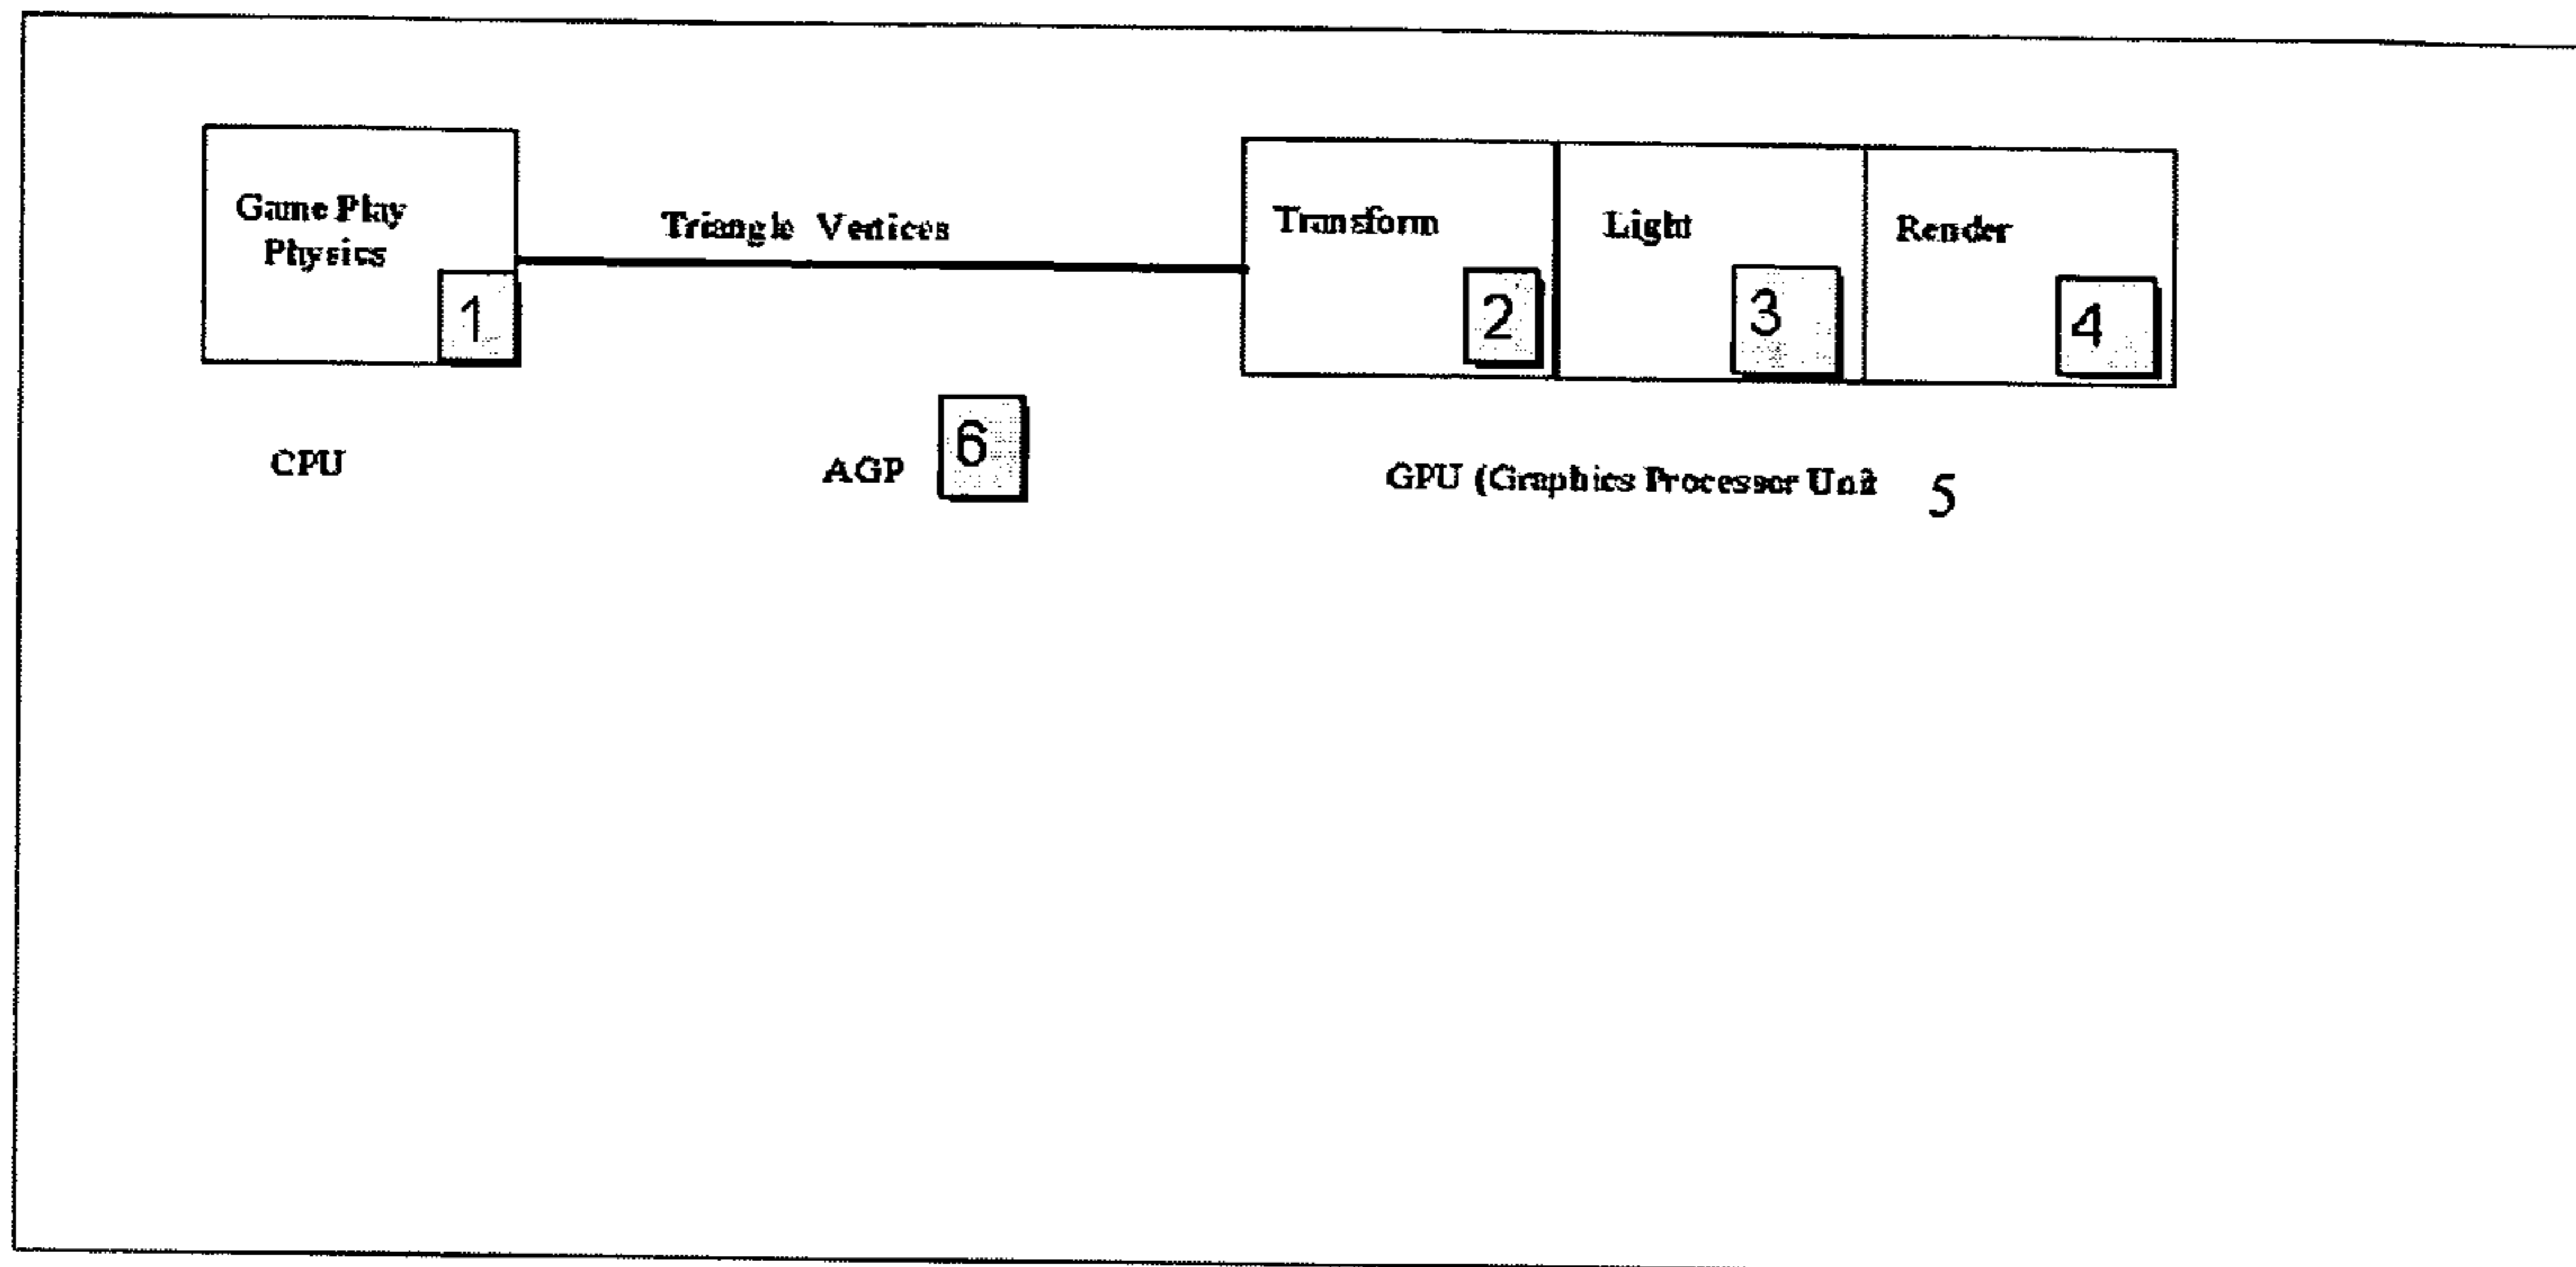 Game Play
Physics
1
Triangle Vertices
Transform
2
Light
3
Render
4
CPU
AGP
6
GPU (Graphics Processor Unit
5